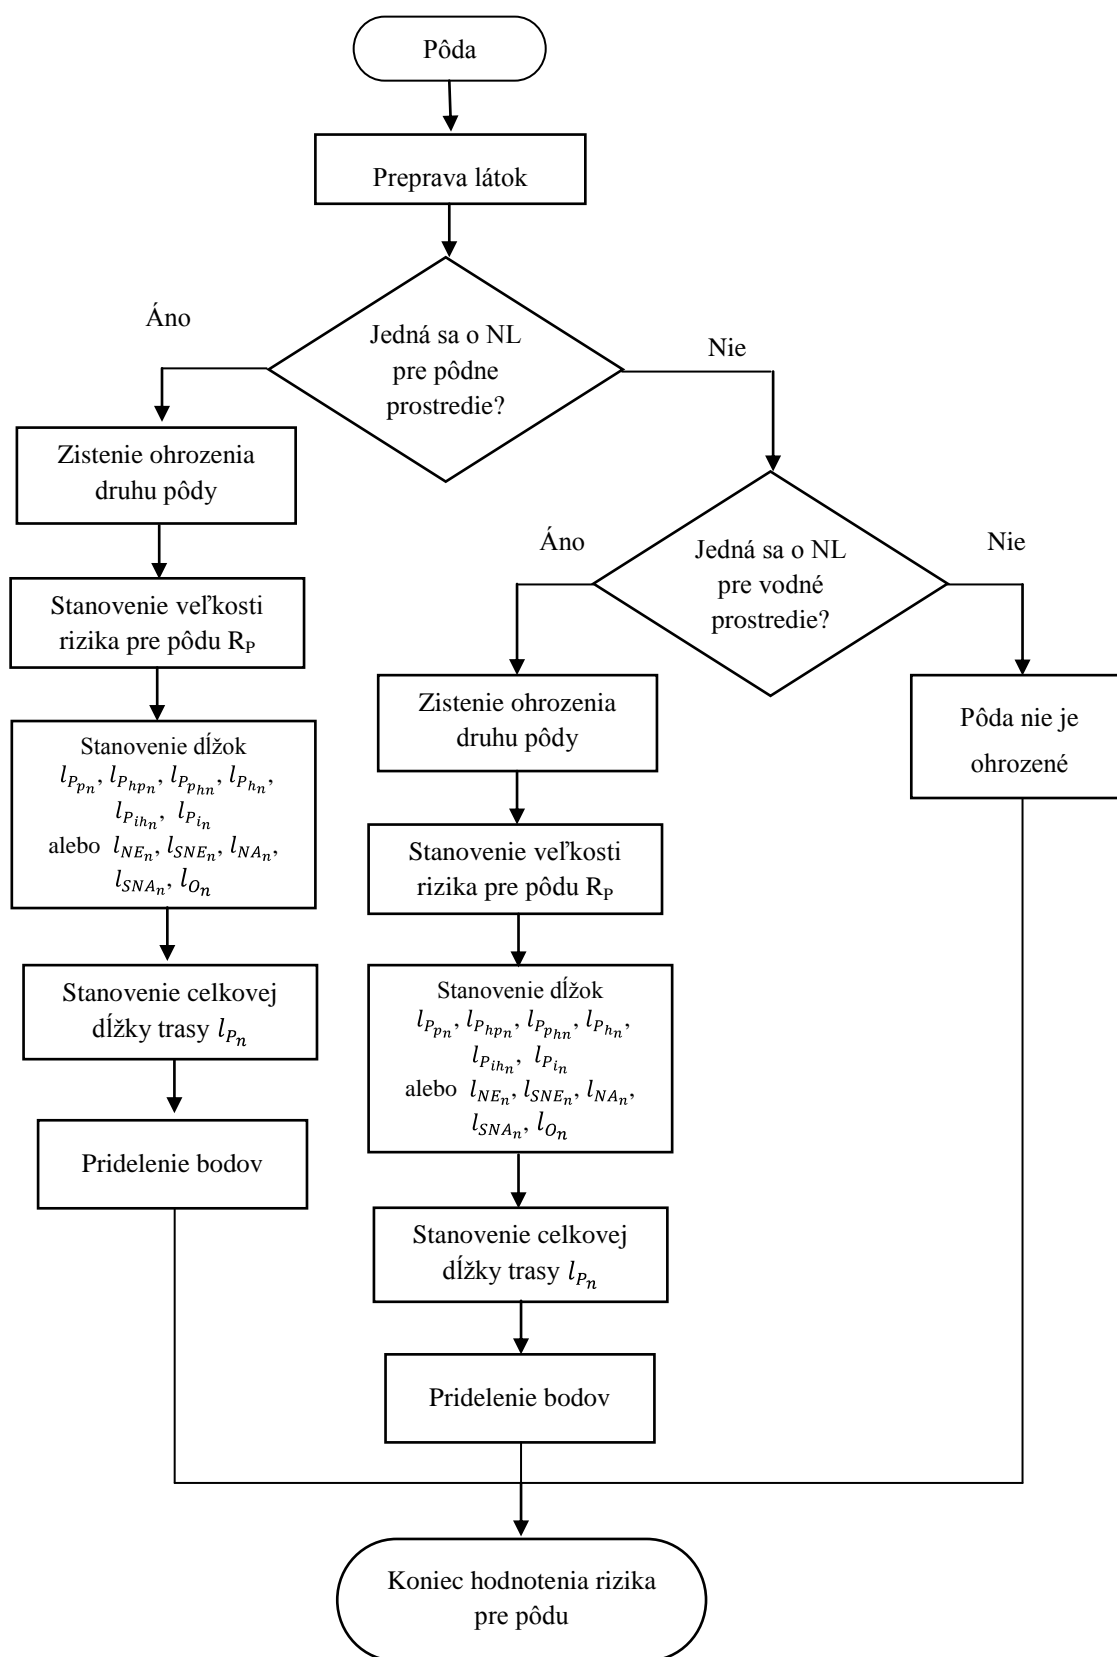 Pôda
Preprava látok
Áno
Jedná sa o NL
pre pôdne
prostredie?
Nie
Zistenie ohrozenia
druhu pôdy
Stanovenie veľkosti
rizika pre pôdu R_P
Stanovenie dĺžok
l_{P_{p_n}}, l_{P_{hp_n}}, l_{P_{p_{hn}}}, l_{P_{h_n}},
l_{P_{ih_n}}, l_{P_{i_n}}
alebo l_{NE_n}, l_{SNE_n}, l_{NA_n},
l_{SNA_n}, l_{O_n}
Stanovenie celkovej
dĺžky trasy l_{P_n}
Pridelenie bodov
Áno
Jedná sa o NL
pre vodné
prostredie?
Nie
Zistenie ohrozenia
druhu pôdy
Stanovenie veľkosti
rizika pre pôdu R_P
Stanovenie dĺžok
l_{P_{p_n}}, l_{P_{hp_n}}, l_{P_{p_{hn}}}, l_{P_{h_n}},
l_{P_{ih_n}}, l_{P_{i_n}}
alebo l_{NE_n}, l_{SNE_n}, l_{NA_n},
l_{SNA_n}, l_{O_n}
Stanovenie celkovej
dĺžky trasy l_{P_n}
Pridelenie bodov
Pôda nie je
ohrozené
Koniec hodnotenia rizika
pre pôdu